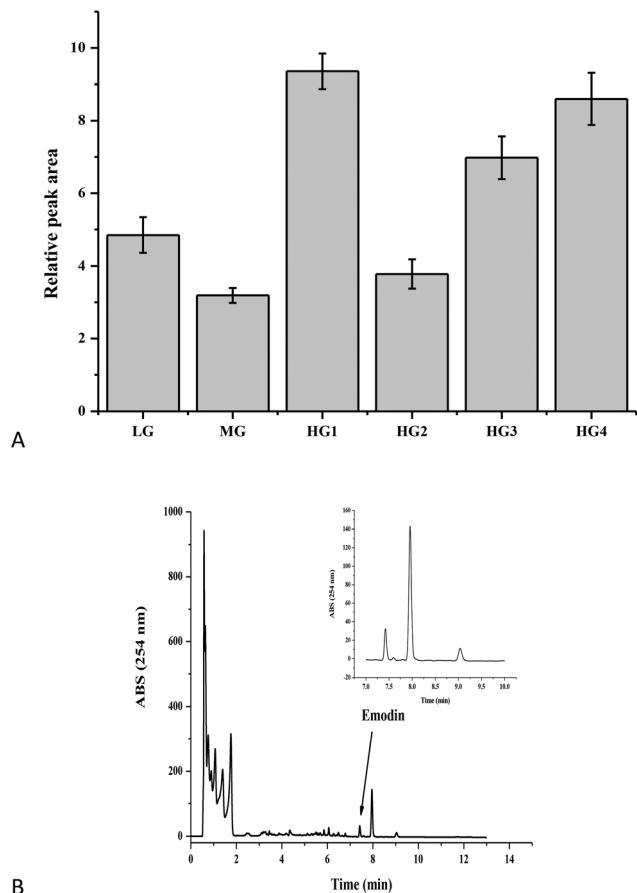 10
8
6
4
2
0
Relative peak area
LG MG HG1 HG2 HG3 HG4
A
1000
800
600
400
200
0
ABS (254 nm)
160
140
120
100
80
60
40
20
0
-20
ABS (254 nm)
7.0 7.5 8.0 8.5 9.0 9.5 10.0
Time (min)
Emodin
0 2 4 6 8 10 12 14
Time (min)
B